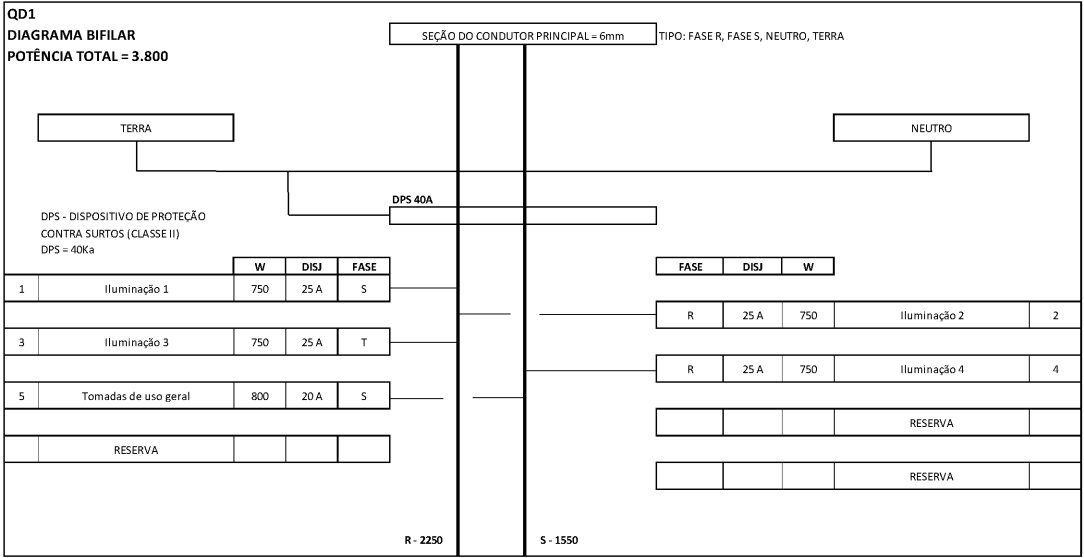 QD1
DIAGRAMA BIFILAR
POTÊNCIA TOTAL = 3.800
SEÇÃO DO CONDUTOR PRINCIPAL = 6mm
TIPO: FASE R, FASE S, NEUTRO, TERRA
TERRA
NEUTRO
DPS 40A
DPS - DISPOSITIVO DE PROTEÇÃO
CONTRA SURTOS (CLASSE II)
DPS = 40Ka
W DISJ FASE
FASE DISJ W
1 Iluminação 1 750 25 A S
R 25 A 750 Iluminação 2 2
3 Iluminação 3 750 25 A T
R 25 A 750 Iluminação 4 4
5 Tomadas de uso geral 800 20 A S
RESERVA
RESERVA
RESERVA
R - 2250
S - 1550